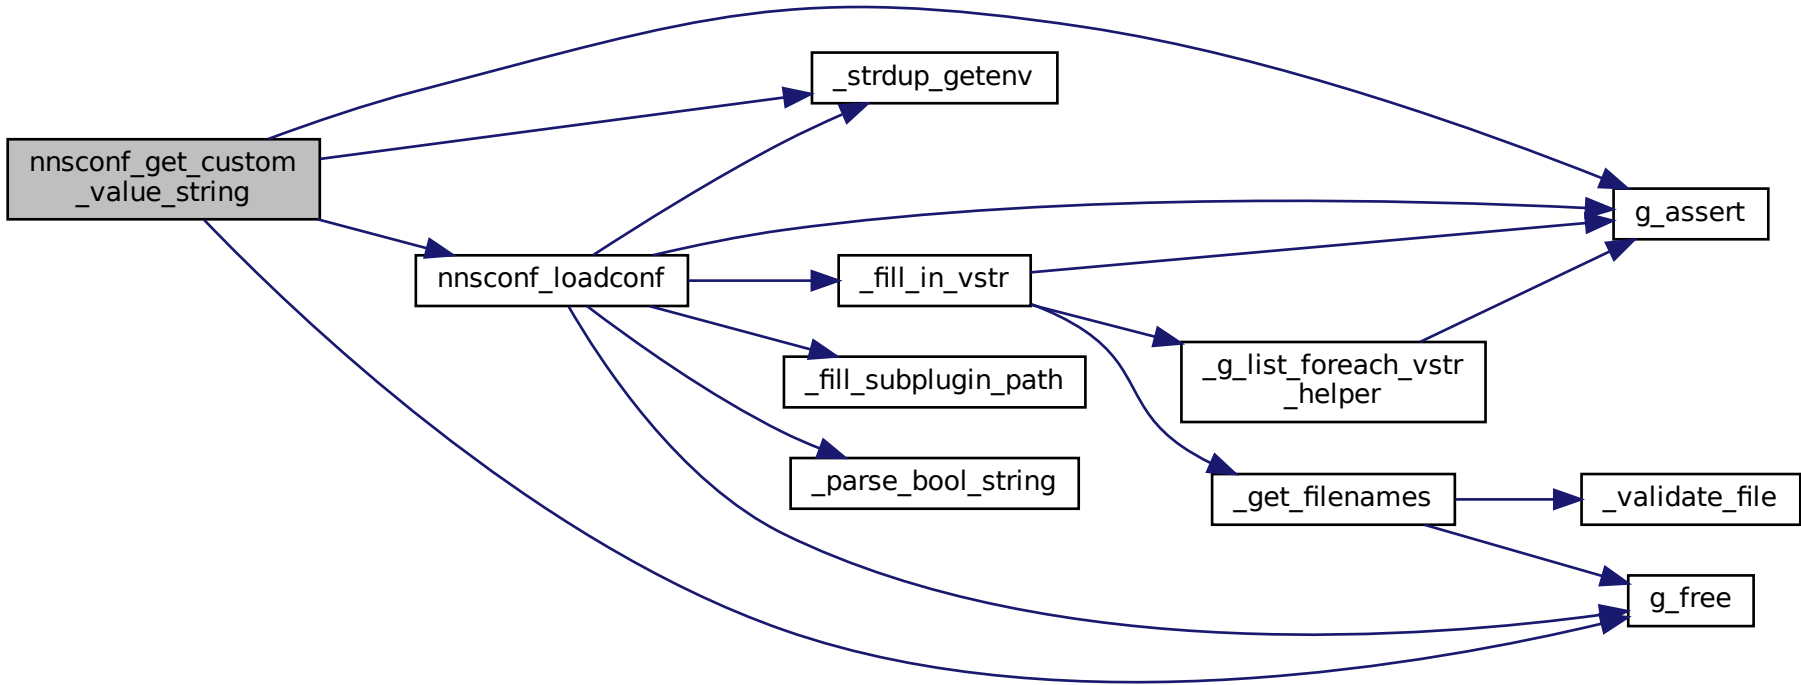 nnsconf_get_custom
_value_string
_strdup_getenv
g_assert
nnsconf_loadconf
_fill_in_vstr
_fill_subplugin_path
_g_list_foreach_vstr
_helper
_parse_bool_string
_get_filenames
_validate_file
g_free